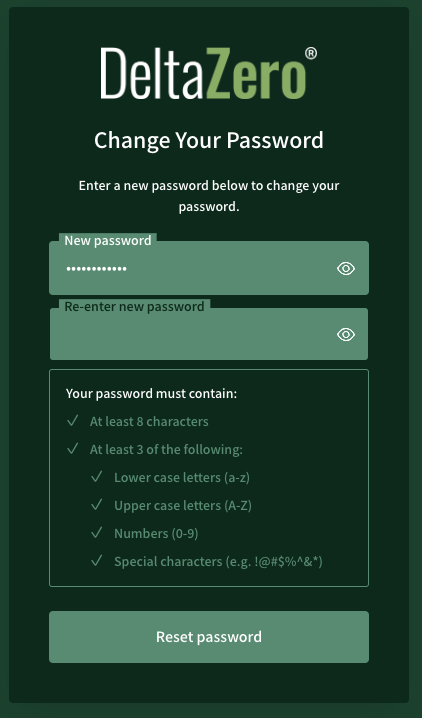 DeltaZero®
Change Your Password
Enter a new password below to change your
password.
New password
••••••••••••
Re-enter new password
Your password must contain:
At least 8 characters
At least 3 of the following:
Lower case letters (a-z)
Upper case letters (A-Z)
Numbers (0-9)
Special characters (e.g. !@#$%^&*)
Reset password